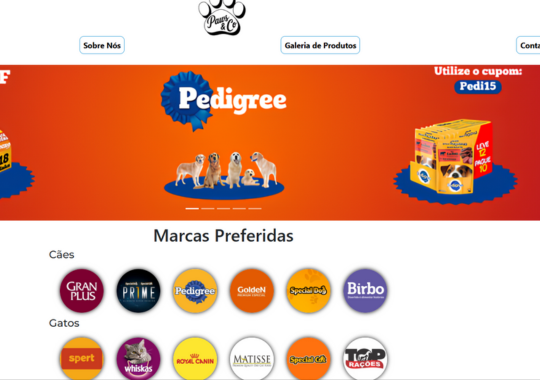 Paws
& Co
Sobre Nós
Galeria de Produtos
Conta
F
Utilize o cupom:
Pedi15
Pedigree
LEVE
12
PAGUE
10
18
Marcas Preferidas
Cães
GRAN
PLUS
PRIME
Pedigree
GoldeN
Special Dog
Birbo
Gatos
spert
whiskas
ROYAL CANIN
MATISSE
Special Cat
TOP
RAÇÕES